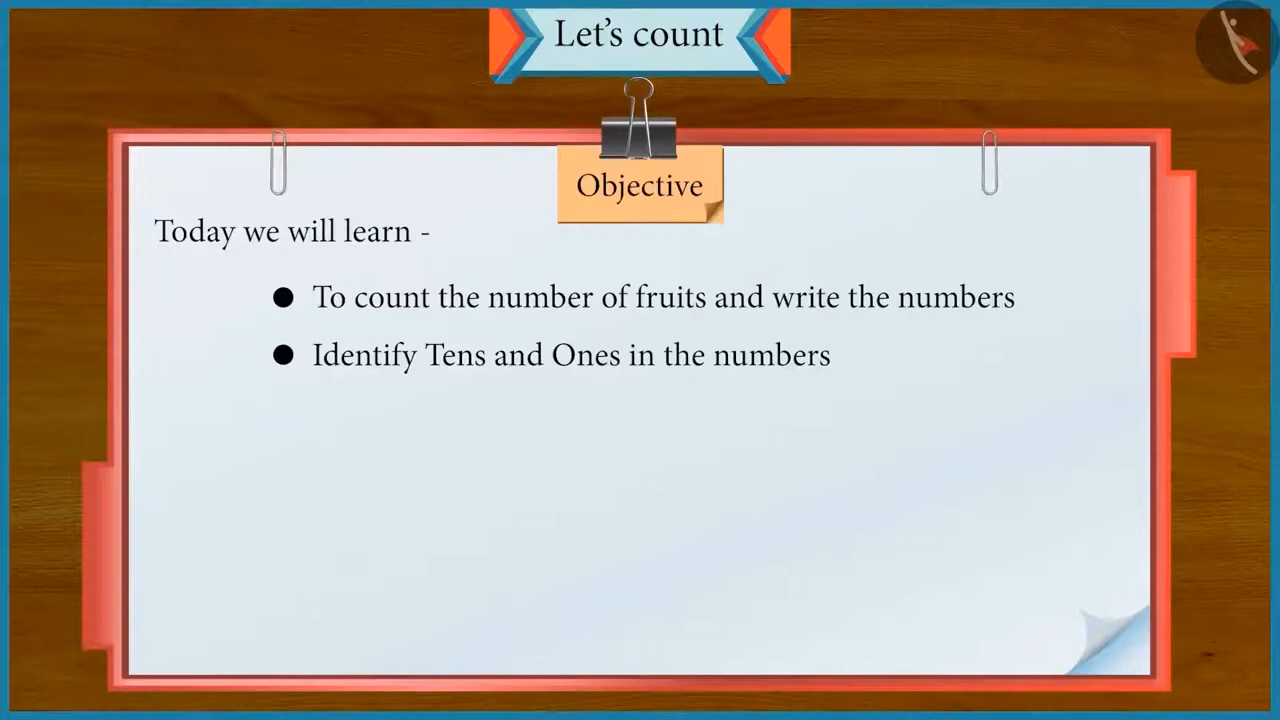 Let's count
Objective
Today we will learn -
● To count the number of fruits and write the numbers
● Identify Tens and Ones in the numbers